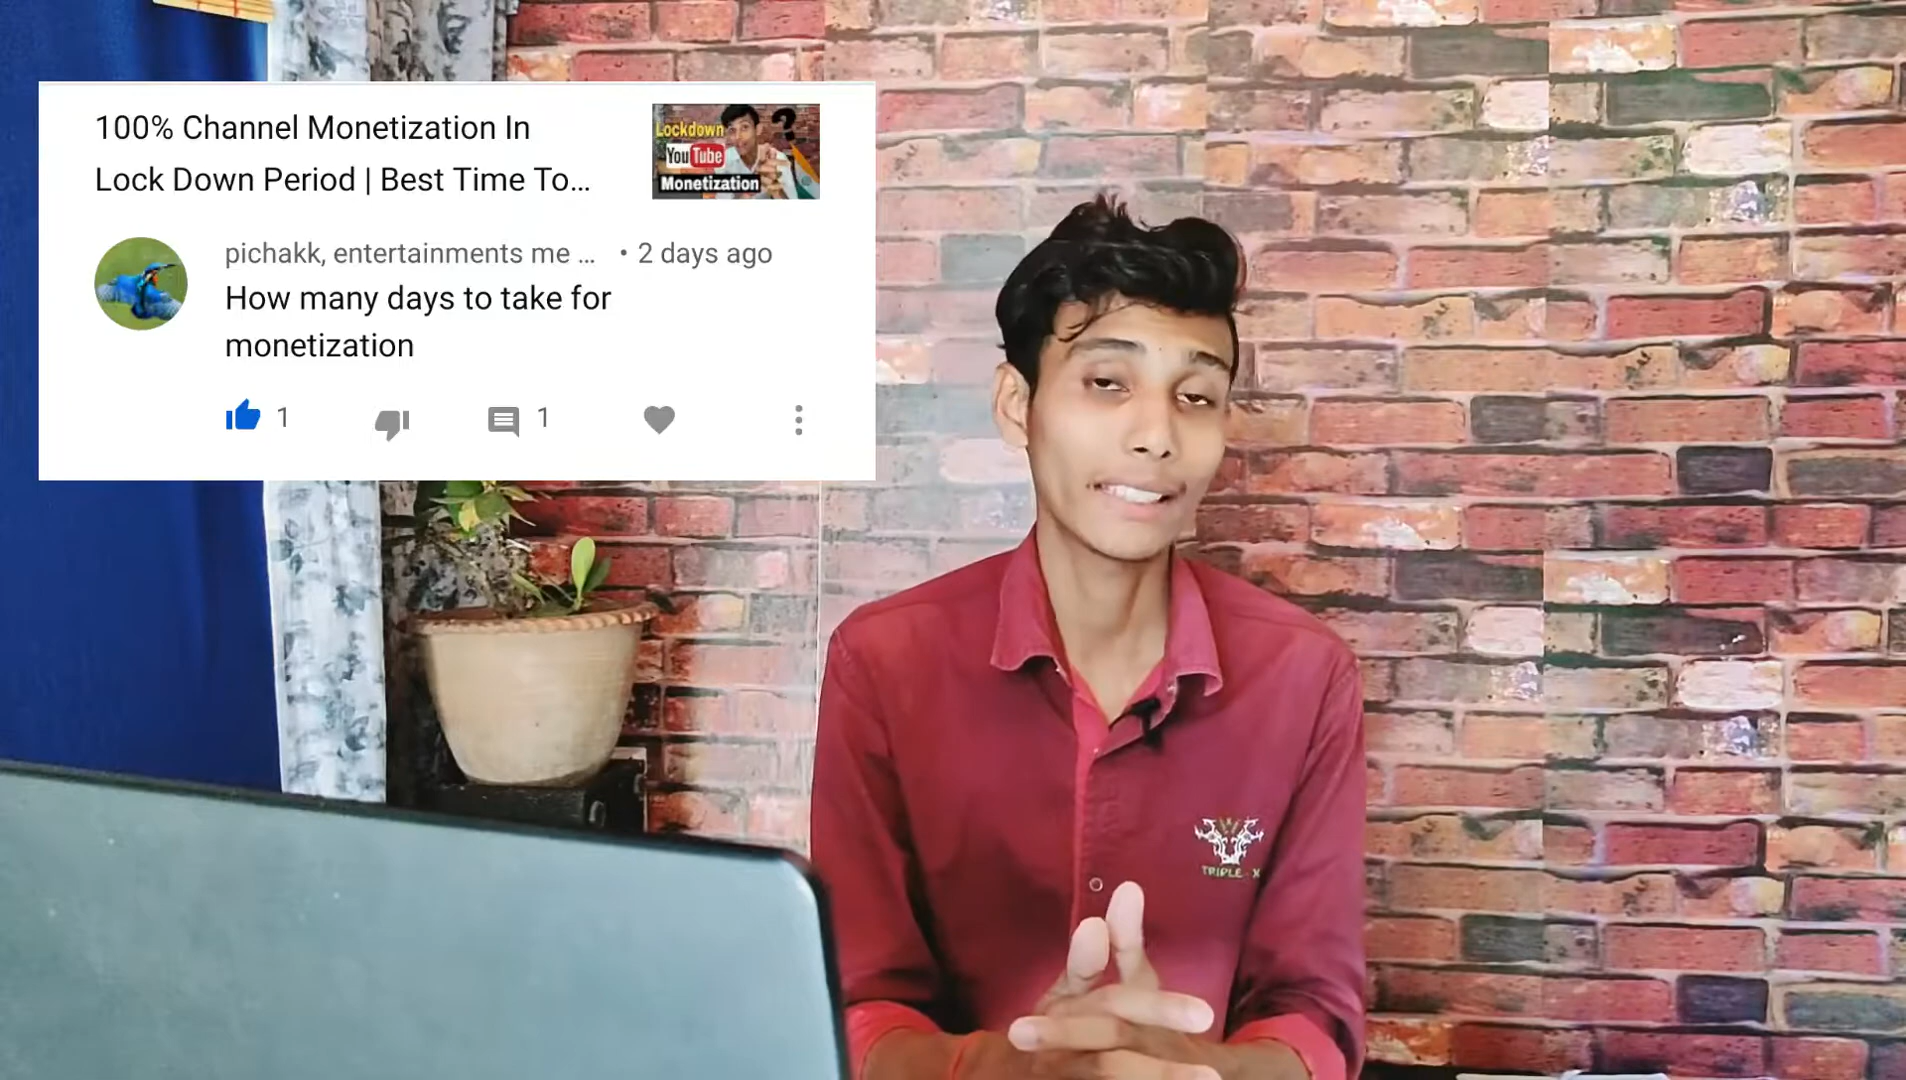 100% Channel Monetization In
Lock Down Period | Best Time To...
Lockdown
YouTube
Monetization
?
pichakk, entertainments me ... • 2 days ago
How many days to take for
monetization
1
1
TRIPLE - X